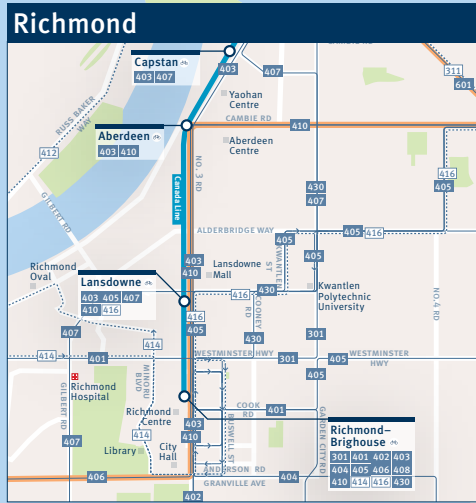 Richmond
Capstan
403 407
403
407
311
601
Yaohan
Centre
CAMBIE RD
410
RUSS BAKER
WAY
Aberdeen
403 410
Aberdeen
Centre
412
NO. 3 RD
Canada Line
GILBERT RD
430
407
416
405
ALDERBRIDGE WAY
405 416
405
KWANTLEN
ST
405
403
410
Lansdowne
Mall
Richmond
Oval
Lansdowne
403 405 407
410 416
416
430
Kwantlen
Polytechnic
University
NO.4 RD
416
405
COONEY
RD
407
414
430
301
WESTMINSTER HWY
414
401
301
405
WESTMINSTER
HWY
405
Richmond
Hospital
MINORU
BLVD
GILBERT RD
COOK
RD
401
Richmond
Centre
403
410
BUSWELL ST
GARDEN CITY RD
Richmond–
Brighouse
301 401 402 403
404 405 406 408
410 414 416 430
407
414
Library
City
Hall
ANDERSON RD
406
404
GRANVILLE AVE
402